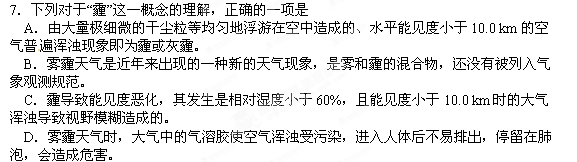 7．下列对于“霾”这一概念的理解，正确的一项是
A．由大量极细微的干尘粒等均匀地浮游在空中造成的、水平能见度小于 10.0 km 的空
气普遍浑浊现象即为霾或灰霾。
B．雾霾天气是近年来出现的一种新的天气现象，是雾和霾的混合物，还没有被列入气
象观测规范。
C．霾导致能见度恶化，其发生是相对湿度小于 60%，且能见度小于 10.0 km 时的大气
浑浊导致视野模糊造成的。
D．雾霾天气时，大气中的气溶胶使空气浑浊受污染，进入人体后不易排出，停留在肺
泡，会造成危害。